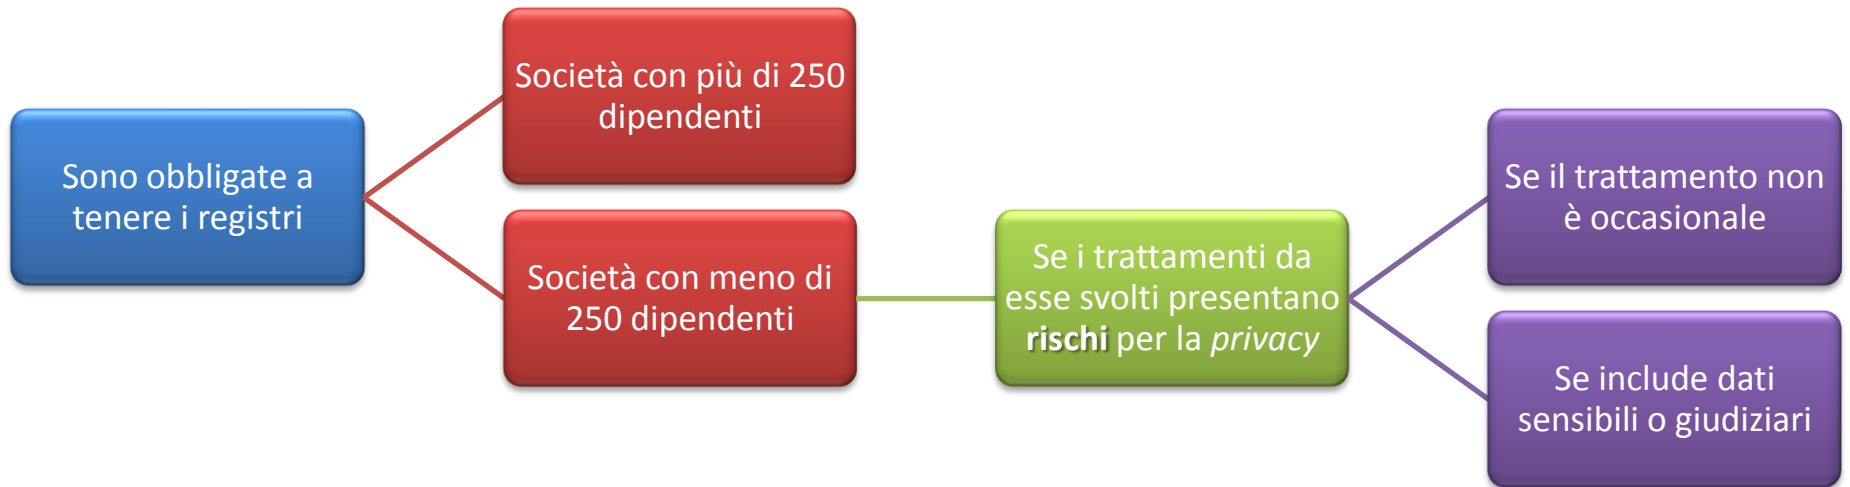 Sono obbligate a
tenere i registri
Società con più di 250
dipendenti
Società con meno di
250 dipendenti
Se i trattamenti da
esse svolti presentano
rischi per la privacy
Se il trattamento non
è occasionale
Se include dati
sensibili o giudiziari